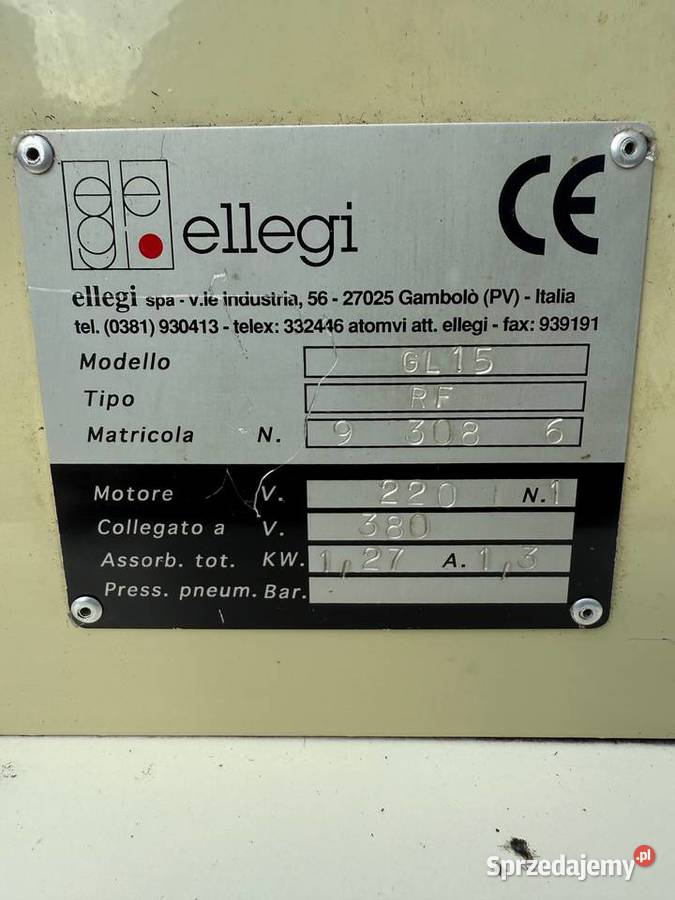 ege
gi.
ellegi
CE
ellegi spa - v.le industria, 56 - 27025 Gambolò (PV) - Italia
tel. (0381) 930413 - telex: 332446 atomvi att. ellegi - fax: 939191
Modello GL15
Tipo RF
Matricola N. 9 308 6
Motore V. 220 N. 1
Collegato a V. 380
Assorb. tot. KW. 1,27 A. 1,3
Press. pneum. Bar.
Sprzedajemy.pl